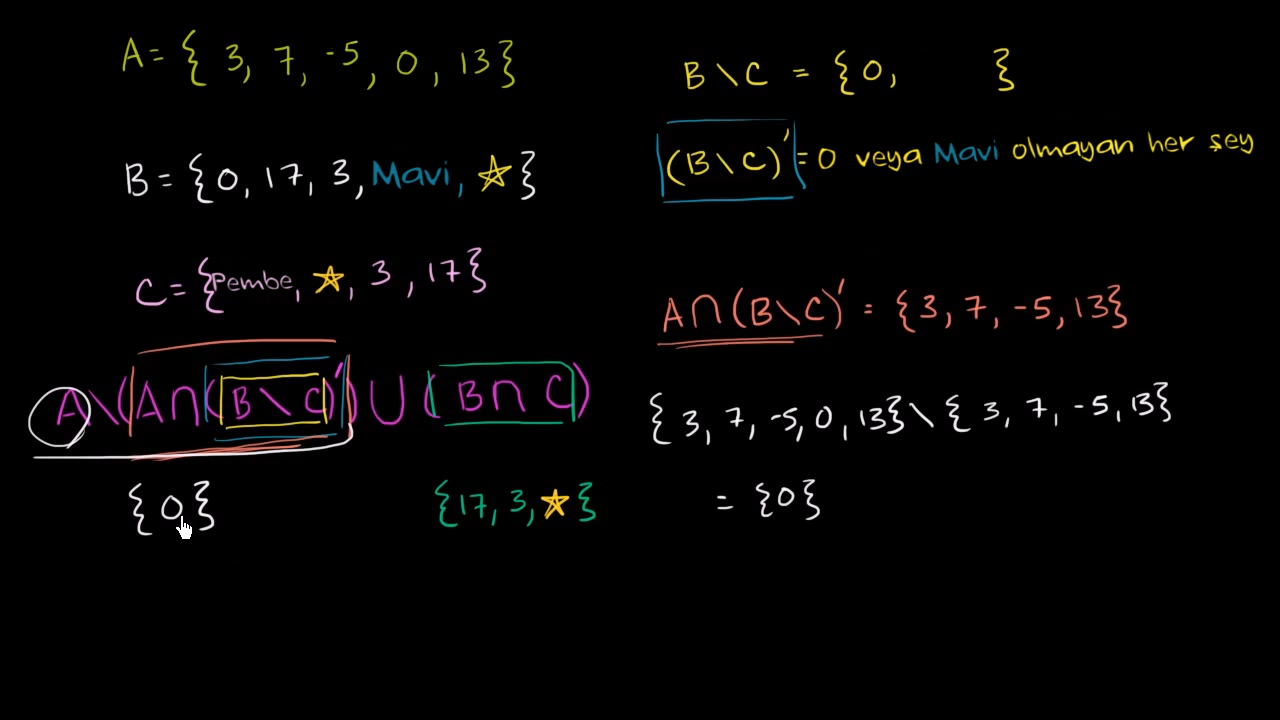 A = { 3, 7, -5, 0, 13}
B = {0, 17, 3, Mavi, ★}
C = {Pembe, ★, 3, 17}
A\(A∩(B\C)')∪(B∩C)
{0}
{17, 3, ★}
B\C = {0, }
(B\C)' = 0 veya Mavi olmayan her şey
A∩(B\C)' = {3, 7, -5, 13}
{3, 7, -5, 0, 13}\{3, 7, -5, 13}
= {0}